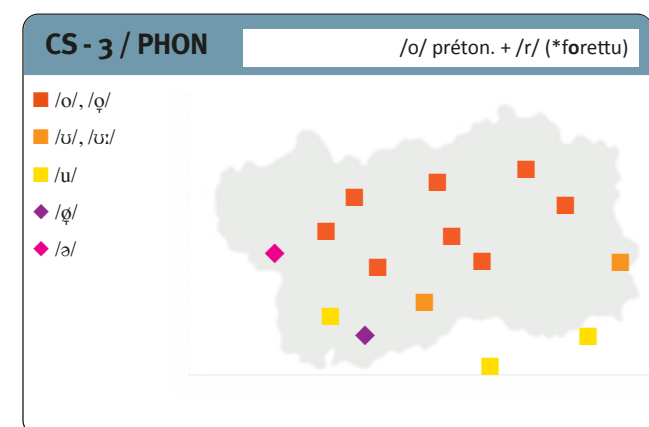 CS - 3 / PHON
/o/ préton. + /r/ (*forettu)
/o/, /o̞/
/ʊ/, /ʊː/
/u/
/ø̞/
/ə/